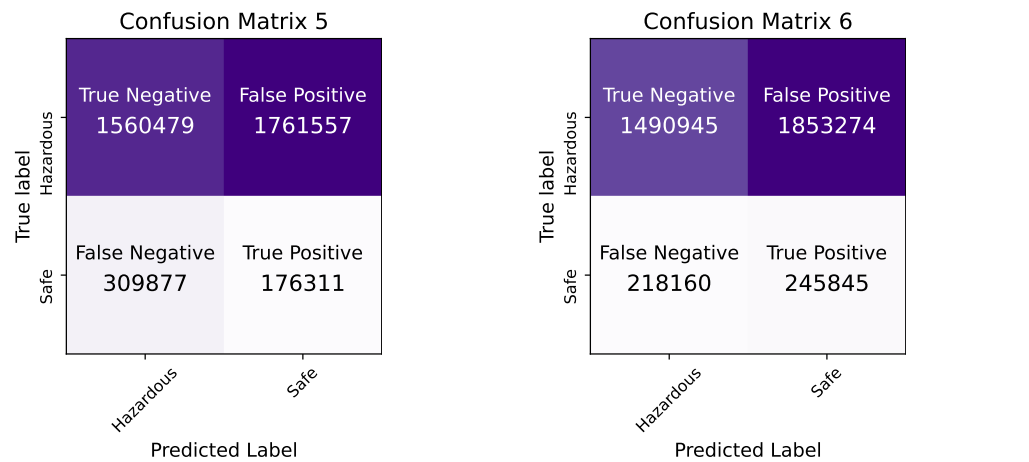 Confusion Matrix 5
True label
Hazardous
Safe
True Negative
1560479
False Positive
1761557
False Negative
309877
True Positive
176311
Hazardous
Safe
Predicted Label
Confusion Matrix 6
True label
Hazardous
Safe
True Negative
1490945
False Positive
1853274
False Negative
218160
True Positive
245845
Hazardous
Safe
Predicted Label